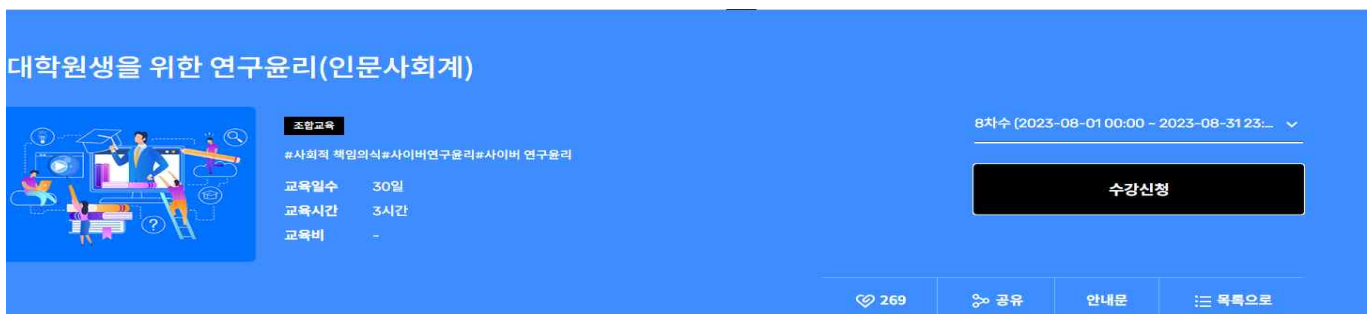 대학원생을 위한 연구윤리(인문사회계)
조합교육
#사회적 책임의식#사이버연구윤리#사이버 연구윤리
교육일수 30일
교육시간 3시간
교육비 -
8차수 (2023-08-01 00:00 ~ 2023-08-31 23:...
수강신청
269
공유
안내문
목록으로